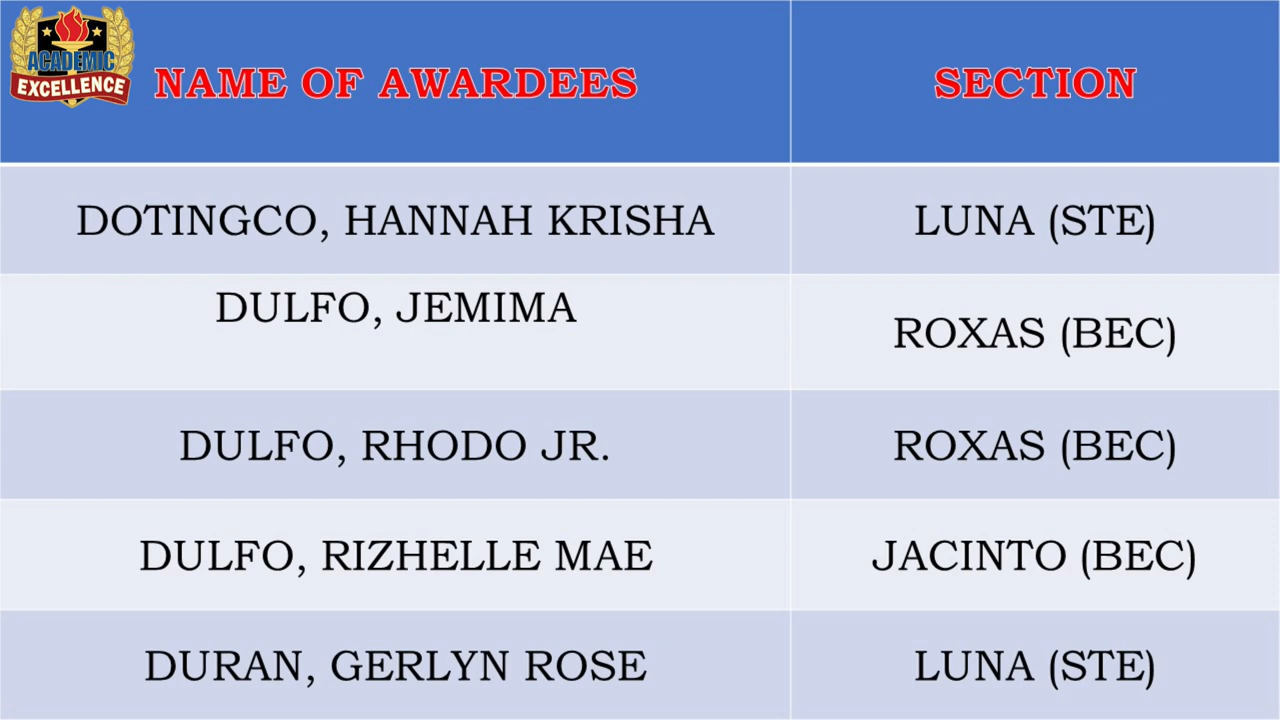 ACADEMIC
EXCELLENCE
NAME OF AWARDEES SECTION
DOTINGCO, HANNAH KRISHA LUNA (STE)
DULFO, JEMIMA ROXAS (BEC)
DULFO, RHODO JR. ROXAS (BEC)
DULFO, RIZHELLE MAE JACINTO (BEC)
DURAN, GERLYN ROSE LUNA (STE)